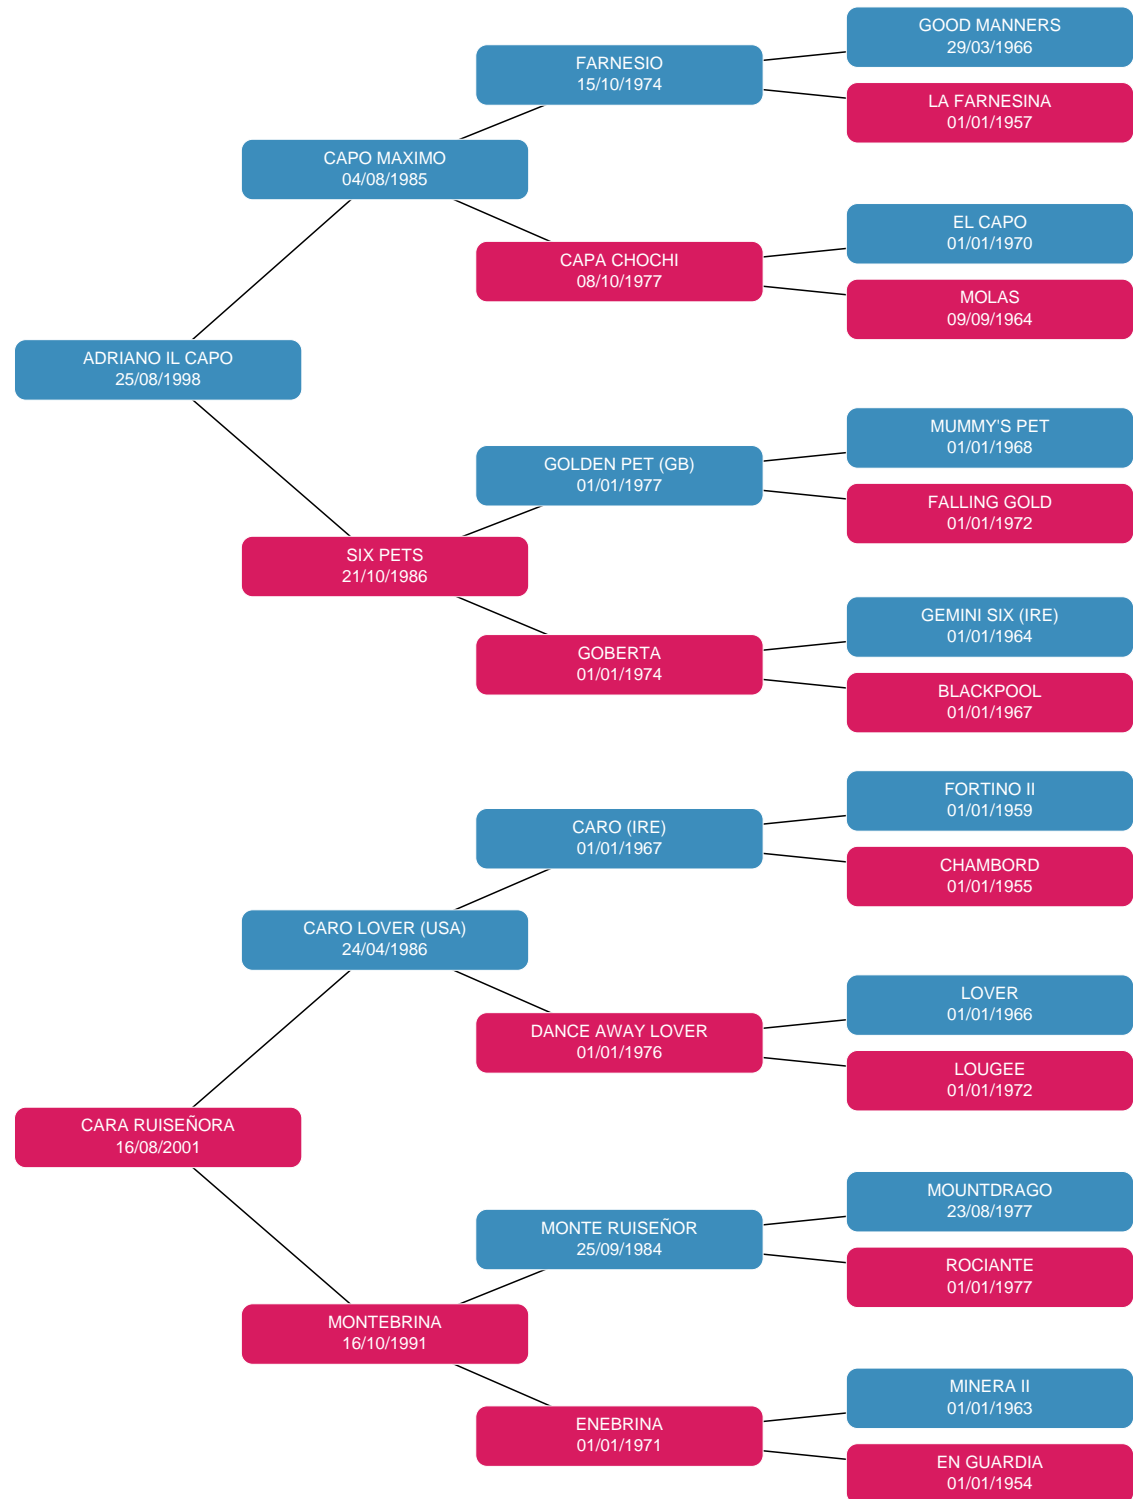 GOOD MANNERS
29/03/1966
FARNESIO
15/10/1974
LA FARNESINA
01/01/1957
CAPO MAXIMO
04/08/1985
EL CAPO
01/01/1970
CAPA CHOCHI
08/10/1977
MOLAS
09/09/1964
ADRIANO IL CAPO
25/08/1998
MUMMY'S PET
01/01/1968
GOLDEN PET (GB)
01/01/1977
FALLING GOLD
01/01/1972
SIX PETS
21/10/1986
GEMINI SIX (IRE)
01/01/1964
GOBERTA
01/01/1974
BLACKPOOL
01/01/1967
FORTINO II
01/01/1959
CARO (IRE)
01/01/1967
CHAMBORD
01/01/1955
CARO LOVER (USA)
24/04/1986
LOVER
01/01/1966
DANCE AWAY LOVER
01/01/1976
LOUGEE
01/01/1972
CARA RUISEÑORA
16/08/2001
MOUNTDRAGO
23/08/1977
MONTE RUISEÑOR
25/09/1984
ROCIANTE
01/01/1977
MONTEBRINA
16/10/1991
MINERA II
01/01/1963
ENEBRINA
01/01/1971
EN GUARDIA
01/01/1954